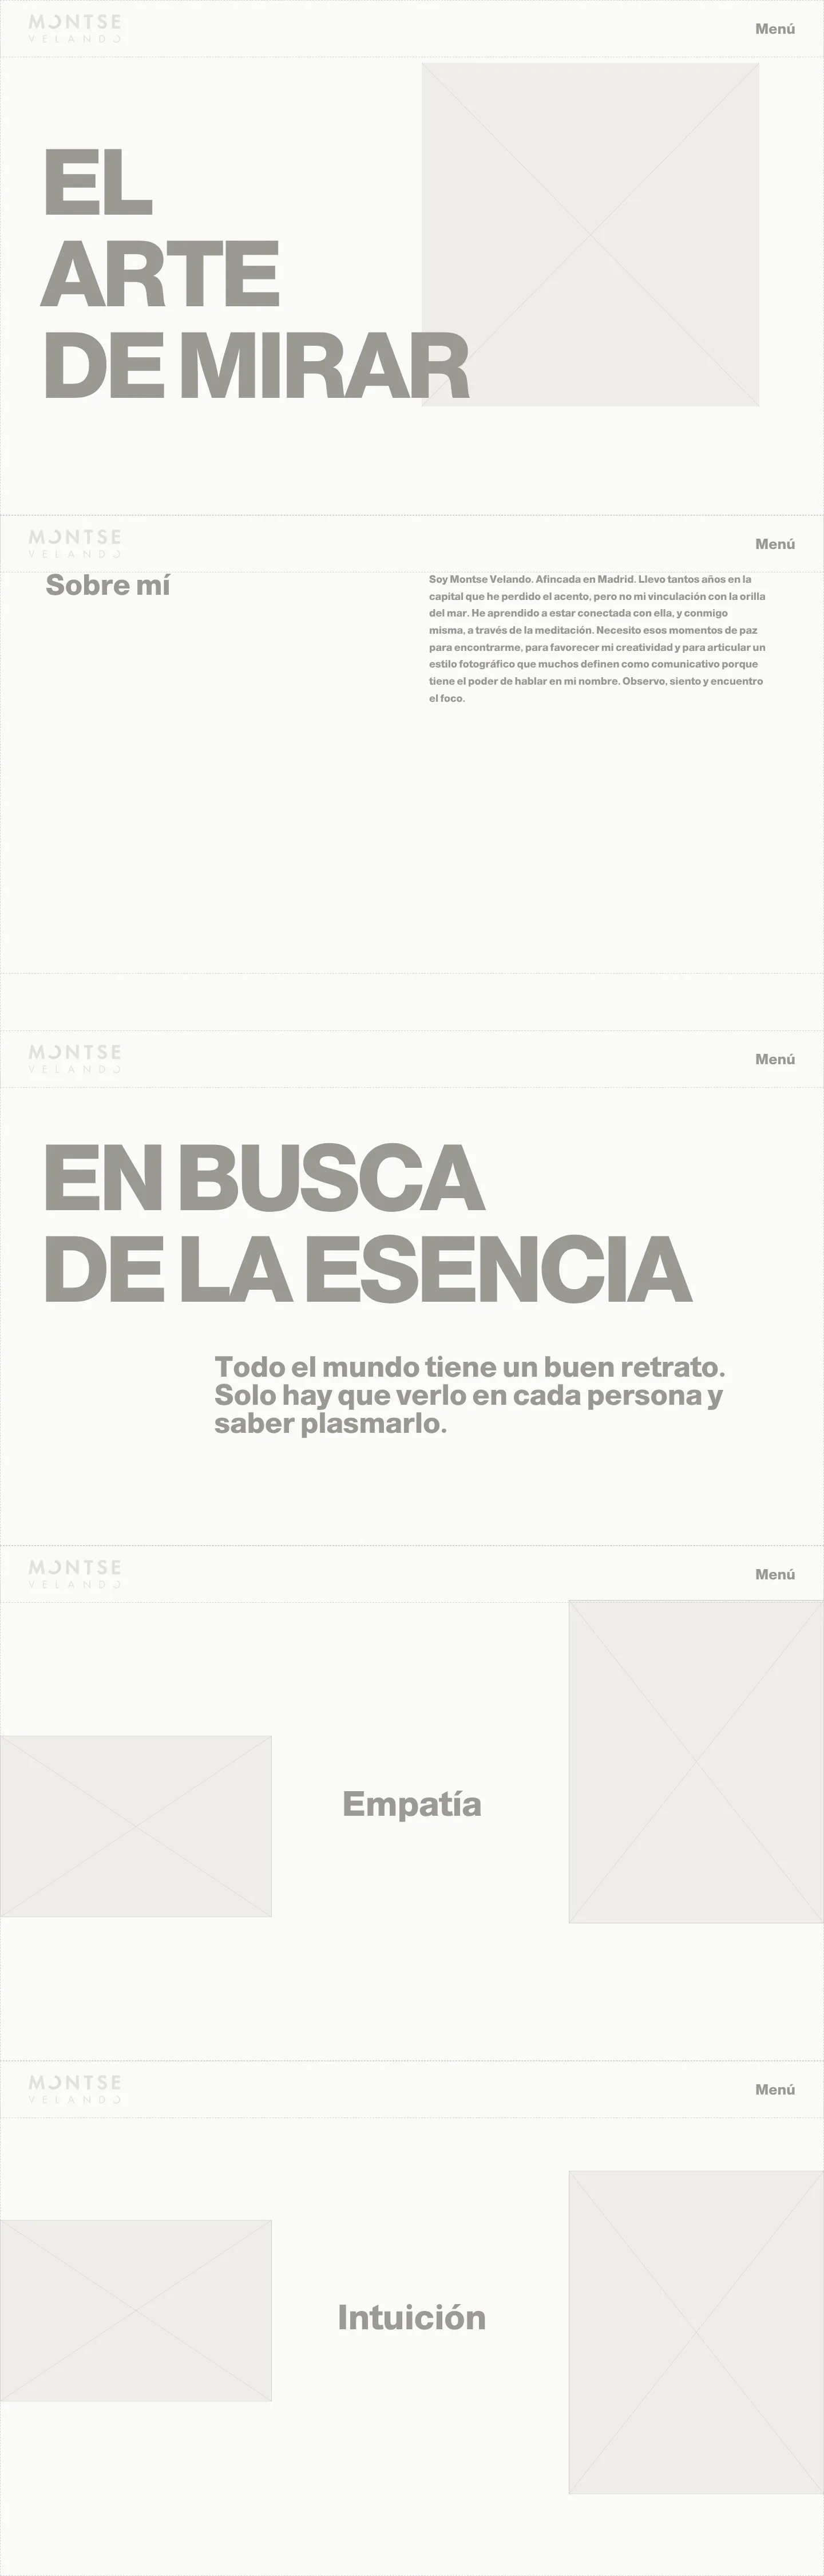 MONTSE
VELANDO
Menú
EL
ARTE
DE MIRAR
MONTSE
VELANDO
Menú
Sobre mí
Soy Montse Velando. Afincada en Madrid. Llevo tantos años en la
capital que he perdido el acento, pero no mi vinculación con la orilla
del mar. He aprendido a estar conectada con ella, y conmigo
misma, a través de la meditación. Necesito esos momentos de paz
para encontrarme, para favorecer mi creatividad y para articular un
estilo fotográfico que muchos definen como comunicativo porque
tiene el poder de hablar en mi nombre. Observo, siento y encuentro
el foco.
MONTSE
VELANDO
Menú
EN BUSCA
DE LA ESENCIA
Todo el mundo tiene un buen retrato.
Solo hay que verlo en cada persona y
saber plasmarlo.
MONTSE
VELANDO
Menú
Empatía
MONTSE
VELANDO
Menú
Intuición